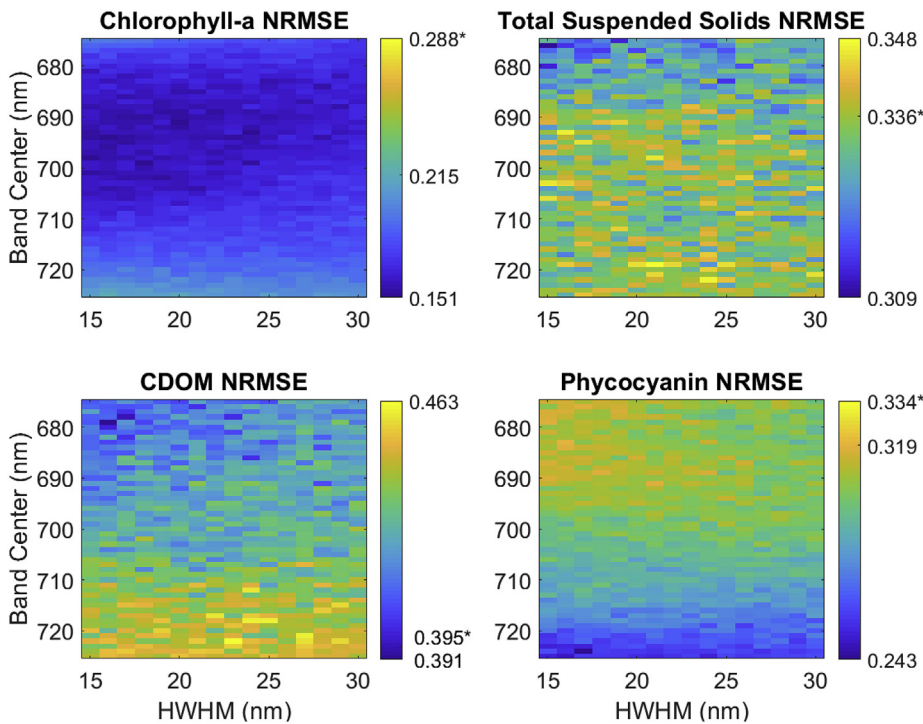 Chlorophyll-a NRMSE
Band Center (nm)
680
690
700
710
720
15 20 25 30
0.288*
0.215
0.151
Total Suspended Solids NRMSE
680
690
700
710
720
15 20 25 30
0.348
0.336*
0.309
CDOM NRMSE
Band Center (nm)
680
690
700
710
720
15 20 25 30
HWHM (nm)
0.463
0.395*
0.391
Phycocyanin NRMSE
680
690
700
710
720
15 20 25 30
HWHM (nm)
0.334*
0.319
0.243